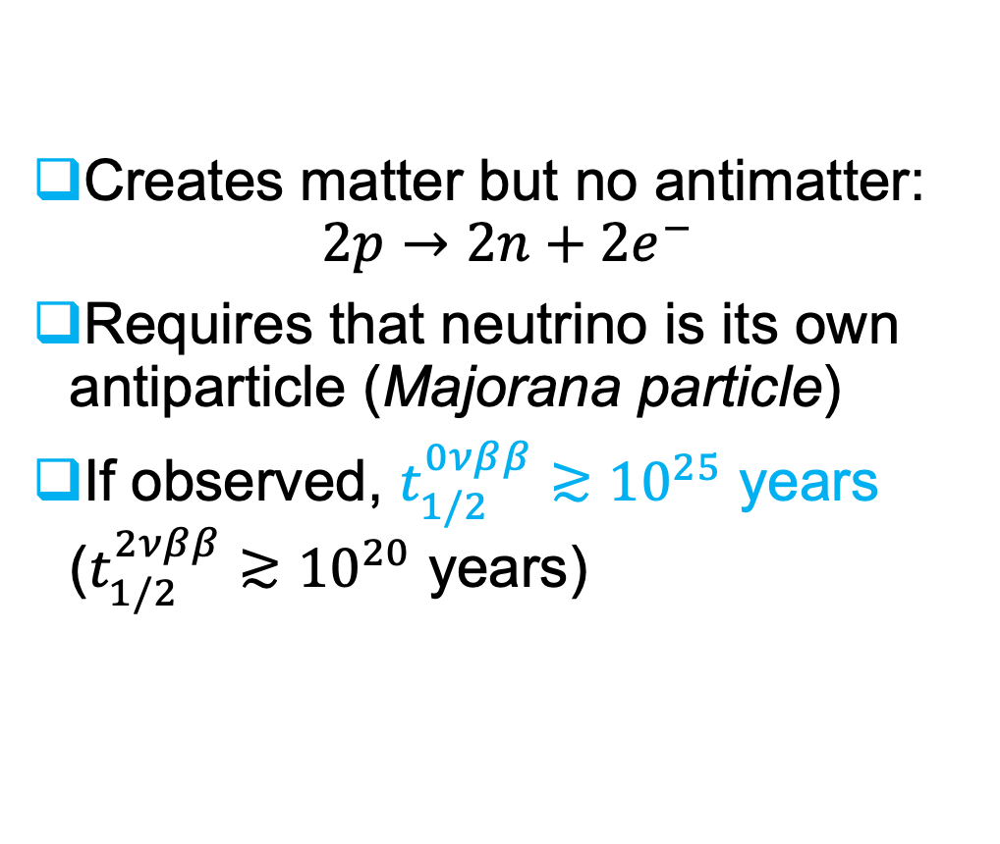 ❑Creates matter but no antimatter:
2𝑝 → 2𝑛 + 2𝑒⁻
❑Requires that neutrino is its own
antiparticle (Majorana particle)
❑If observed, $t_{1/2}^{0\nu\beta\beta} \gtrsim 10^{25}$ years
($t_{1/2}^{2\nu\beta\beta} \gtrsim 10^{20}$ years)